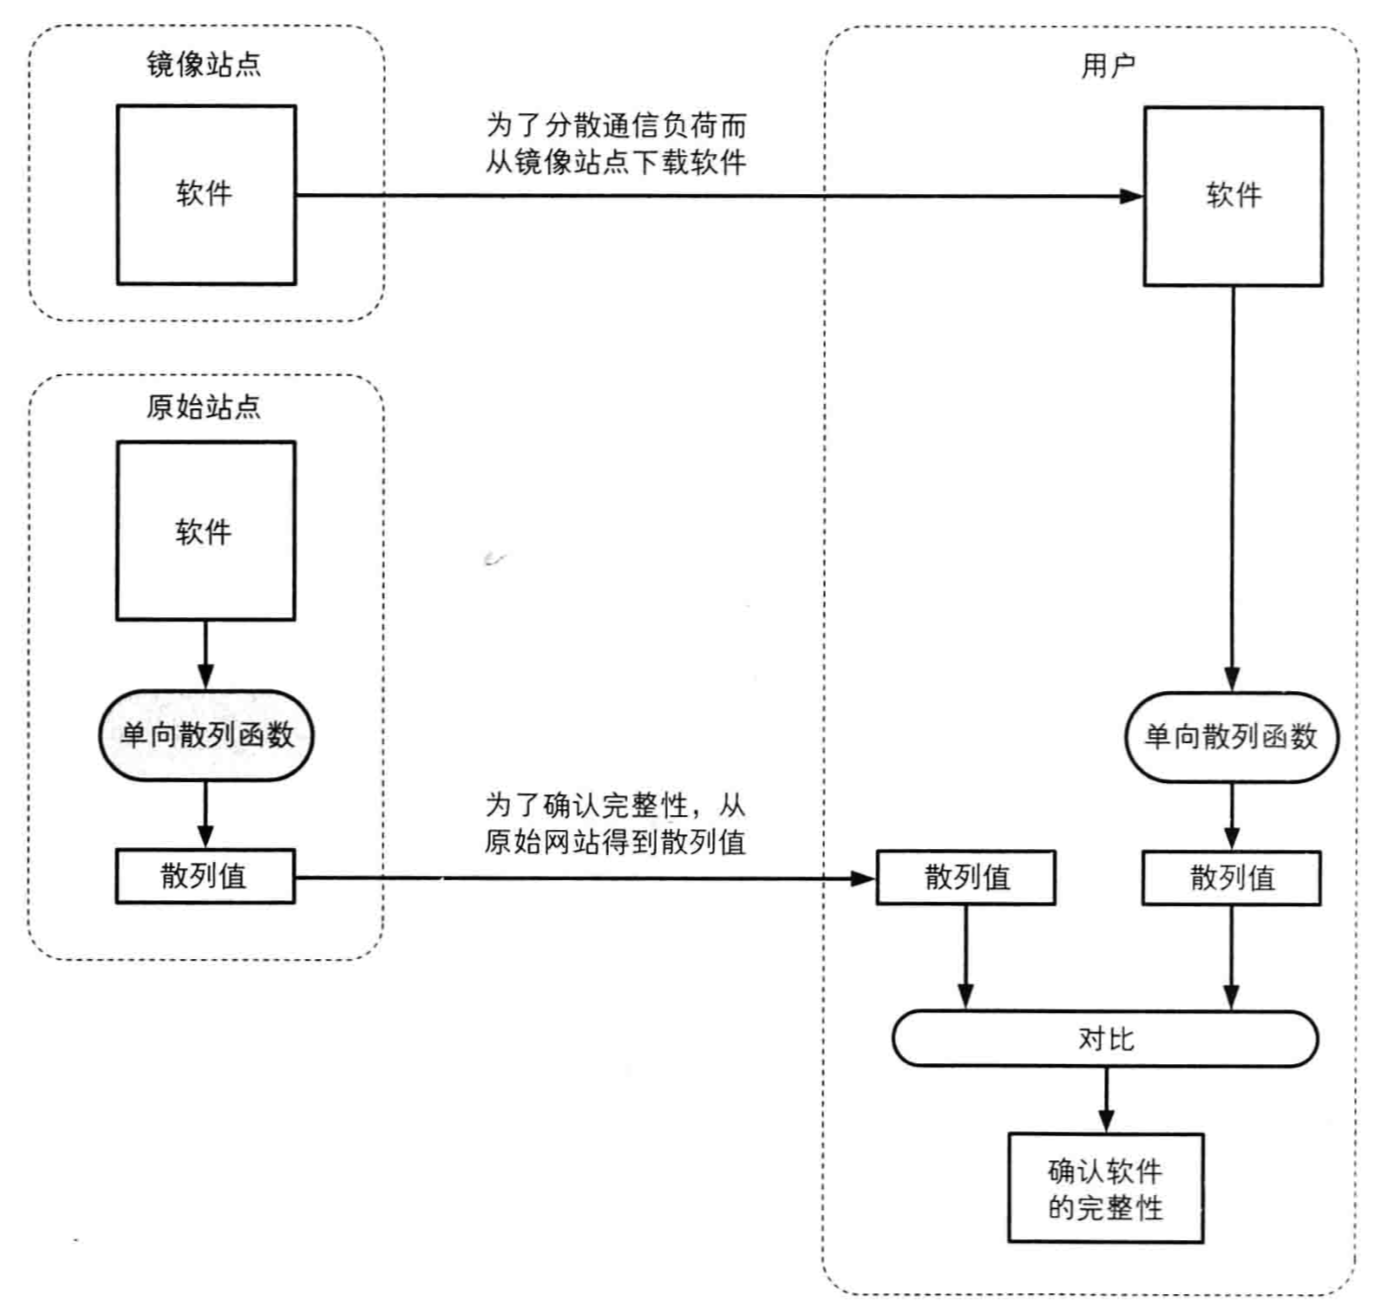 镜像站点
软件
为了分散通信负荷而
从镜像站点下载软件
用户
软件
原始站点
软件
单向散列函数
散列值
为了确认完整性，从
原始网站得到散列值
单向散列函数
散列值
散列值
对比
确认软件
的完整性